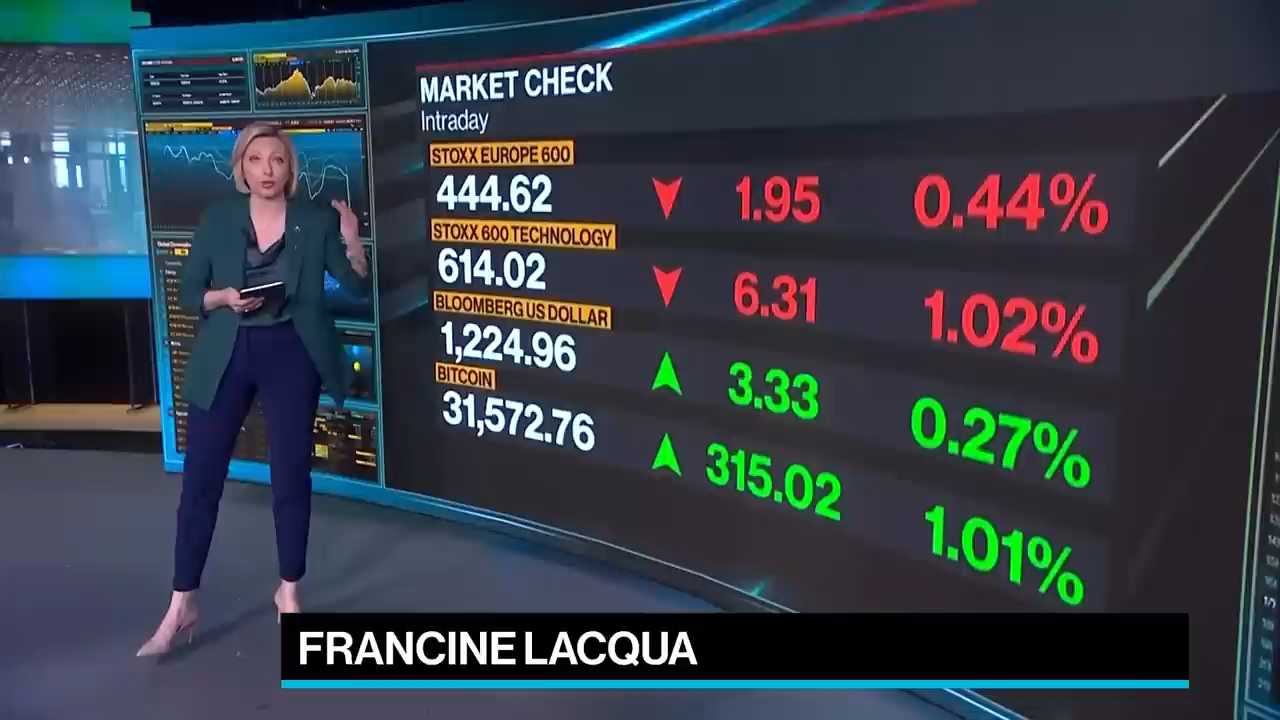 MARKET CHECK
Intraday
STOXX EUROPE 600
444.62 1.95 0.44%
STOXX 600 TECHNOLOGY
614.02 6.31 1.02%
BLOOMBERG US DOLLAR
1,224.96 3.33 0.27%
BITCOIN
31,572.76 315.02 1.01%
FRANCINE LACQUA